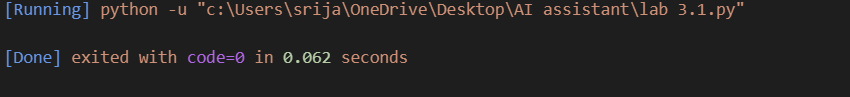 [Running] python -u "c:\Users\srija\OneDrive\Desktop\AI assistant\lab 3.1.py"
[Done] exited with code=0 in 0.062 seconds